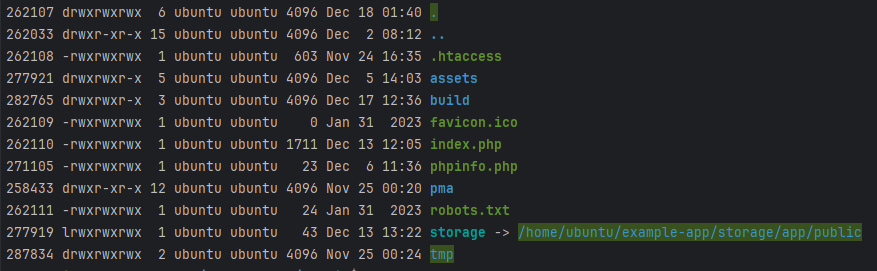 262107 drwxrwxrwx  6 ubuntu ubuntu 4096 Dec 18 01:40 .
262033 drwxr-xr-x 15 ubuntu ubuntu 4096 Dec  2 08:12 ..
262108 -rwxrwxrwx  1 ubuntu ubuntu  603 Nov 24 16:35 .htaccess
277921 drwxrwxr-x  5 ubuntu ubuntu 4096 Dec  5 14:03 assets
282765 drwxrwxr-x  3 ubuntu ubuntu 4096 Dec 17 12:36 build
262109 -rwxrwxrwx  1 ubuntu ubuntu    0 Jan 31  2023 favicon.ico
262110 -rwxrwxrwx  1 ubuntu ubuntu 1711 Dec 13 12:05 index.php
271105 -rwxrwxrwx  1 ubuntu ubuntu   23 Dec  6 11:36 phpinfo.php
258433 drwxr-xr-x 12 ubuntu ubuntu 4096 Nov 25 00:20 pma
262111 -rwxrwxrwx  1 ubuntu ubuntu   24 Jan 31  2023 robots.txt
277919 lrwxrwxrwx  1 ubuntu ubuntu   43 Dec 13 13:22 storage -> /home/ubuntu/example-app/storage/app/public
287834 drwxrwxrwx  2 ubuntu ubuntu 4096 Nov 25 00:24 tmp